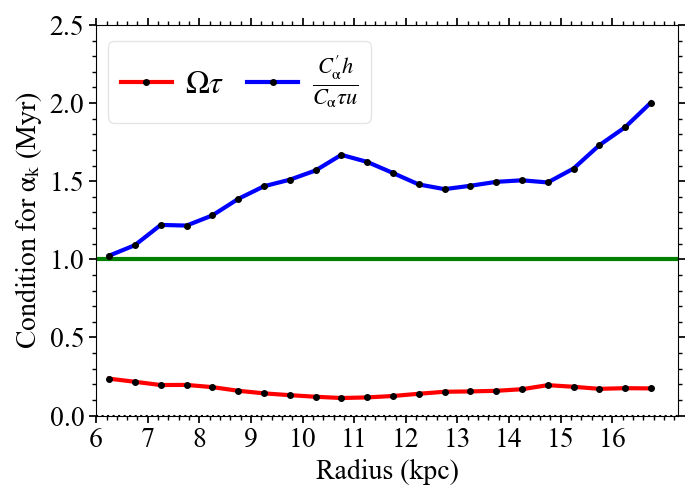 2.5
2.0
1.5
1.0
0.5
0.0
Condition for αₖ (Myr)
Ωτ
C′αh
Cατu
6 7 8 9 10 11 12 13 14 15 16
Radius (kpc)